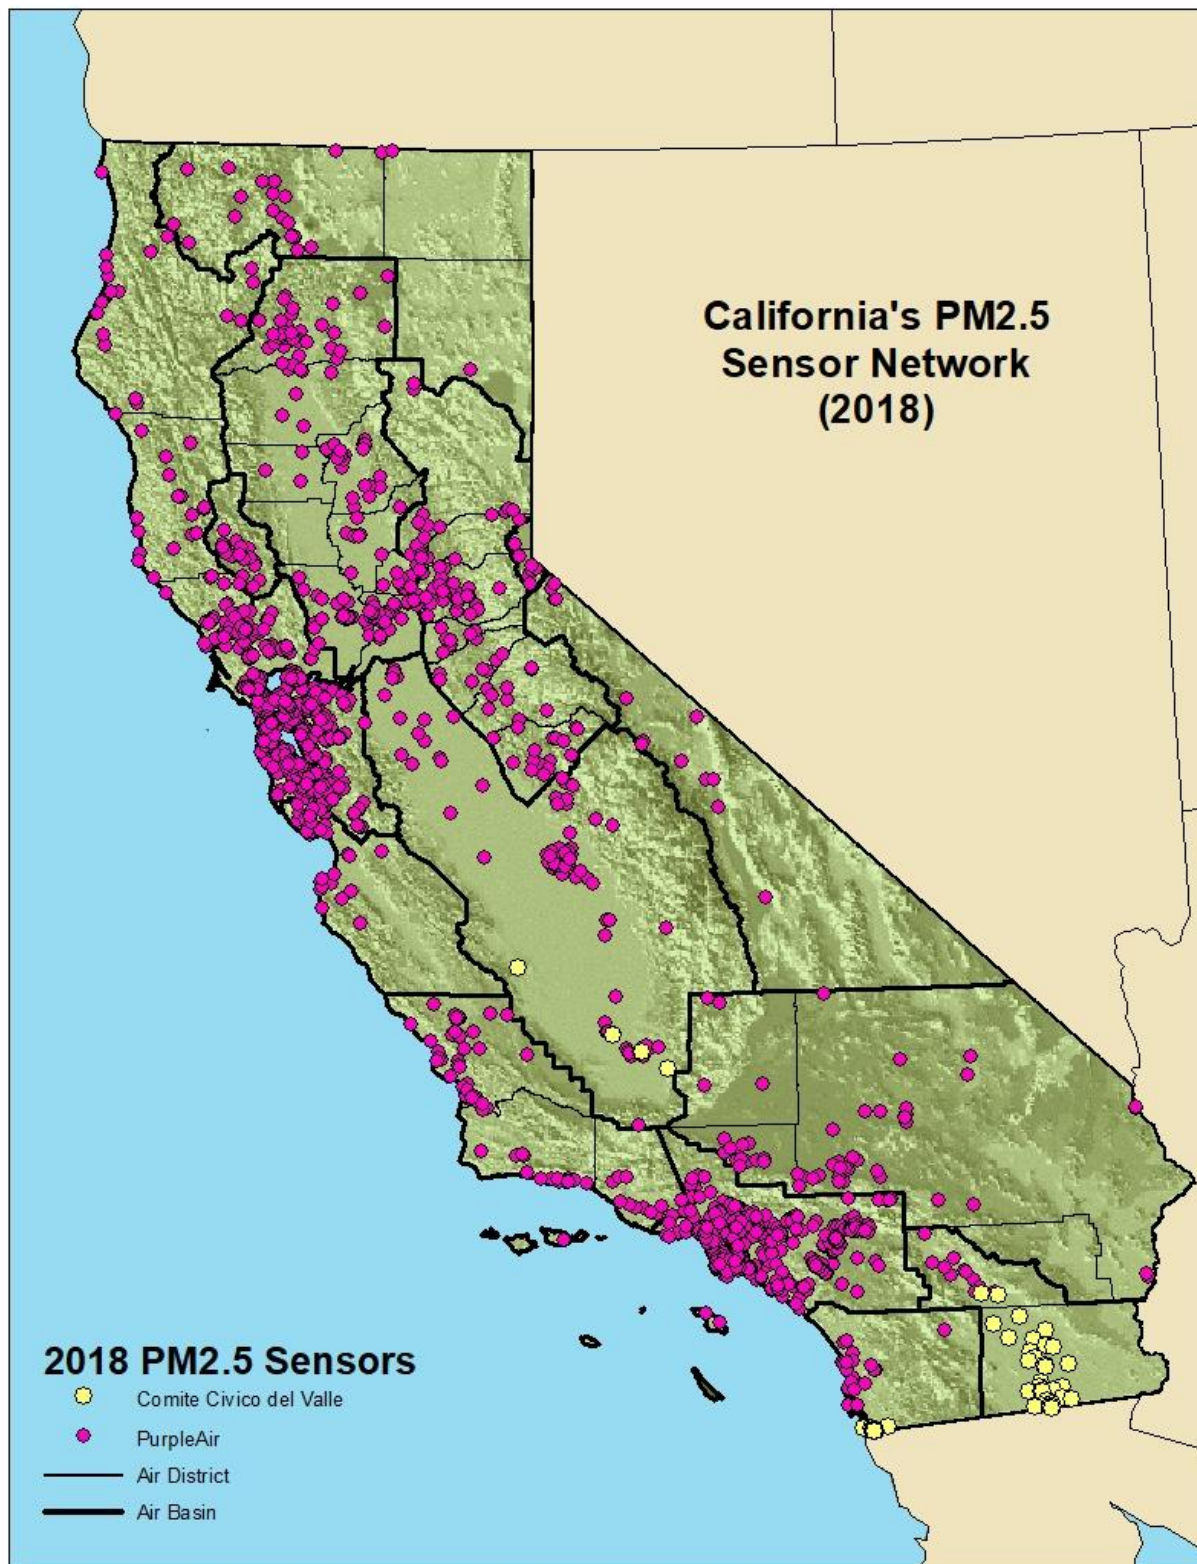 California's PM2.5
Sensor Network
(2018)
2018 PM2.5 Sensors
Comite Civico del Valle
PurpleAir
Air District
Air Basin